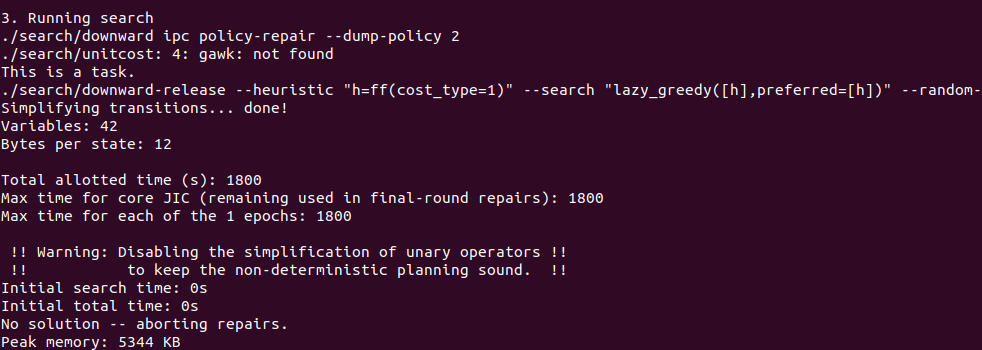 3. Running search
./search/downward ipc policy-repair --dump-policy 2
./search/unitcost: 4: gawk: not found
This is a task.
./search/downward-release --heuristic "h=ff(cost_type=1)" --search "lazy_greedy([h],preferred=[h])" --random-
Simplifying transitions... done!
Variables: 42
Bytes per state: 12
Total allotted time (s): 1800
Max time for core JIC (remaining used in final-round repairs): 1800
Max time for each of the 1 epochs: 1800
!! Warning: Disabling the simplification of unary operators !!
!!          to keep the non-deterministic planning sound.  !!
Initial search time: 0s
Initial total time: 0s
No solution -- aborting repairs.
Peak memory: 5344 KB